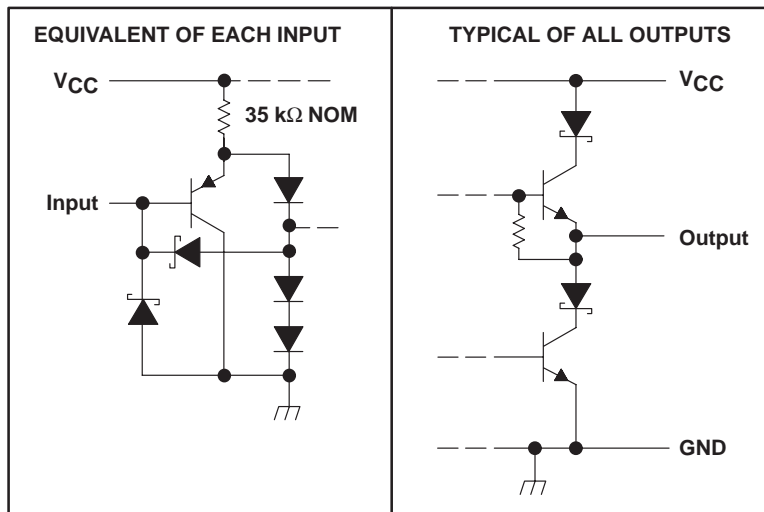 EQUIVALENT OF EACH INPUT
VCC
35 kΩ NOM
Input
TYPICAL OF ALL OUTPUTS
VCC
Output
GND